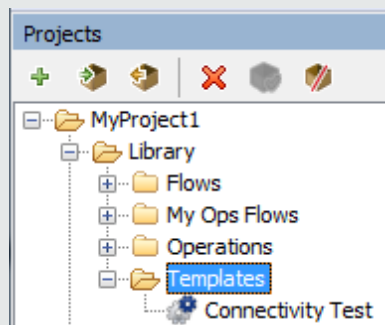 Projects
MyProject1
Library
Flows
My Ops Flows
Operations
Templates
Connectivity Test